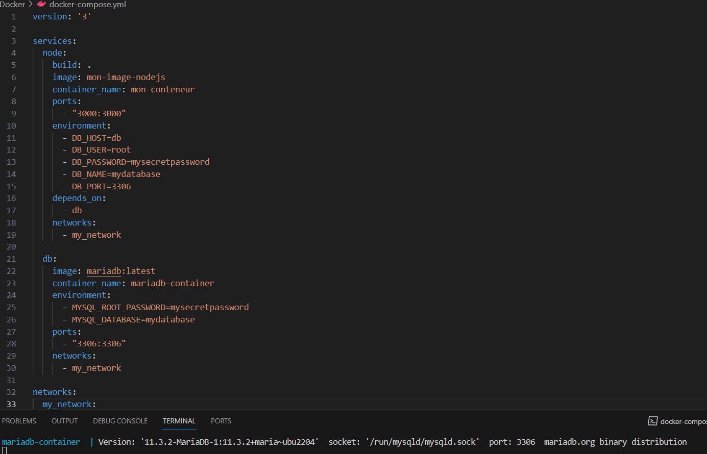 Docker > docker-compose.yml
1 version: '3'
2
3 services:
4 node:
5 build: .
6 image: mon-image-nodejs
7 container_name: mon-conteneur
8 ports:
9 - "3000:3000"
10 environment:
11 - DB_HOST=db
12 - DB_USER=root
13 - DB_PASSWORD=mysecretpassword
14 - DB_NAME=mydatabase
15 - DB_PORT=3306
16 depends_on:
17 - db
18 networks:
19 - my_network
20
21 db:
22 image: mariadb:latest
23 container_name: mariadb-container
24 environment:
25 - MYSQL_ROOT_PASSWORD=mysecretpassword
26 - MYSQL_DATABASE=mydatabase
27 ports:
28 - "3306:3306"
29 networks:
30 - my_network
31
32 networks:
33 my_network:
PROBLEMS OUTPUT DEBUG CONSOLE TERMINAL PORTS docker-compos
mariadb-container | Version: '11.3.2-MariaDB-1:11.3.2+maria~ubu2204' socket: '/run/mysqld/mysqld.sock' port: 3306 mariadb.org binary distribution